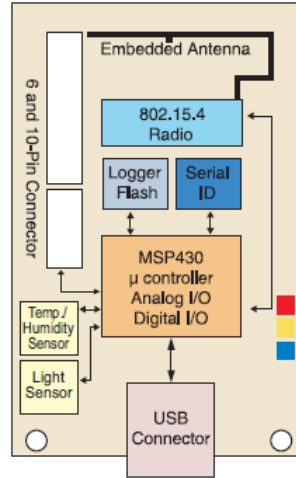 Embedded Antenna
6 and 10-Pin Connector
802.15.4
Radio
Logger
Flash
Serial
ID
MSP430
µ controller
Analog I/O
Digital I/O
Temp./
Humidity
Sensor
Light
Sensor
USB
Connector